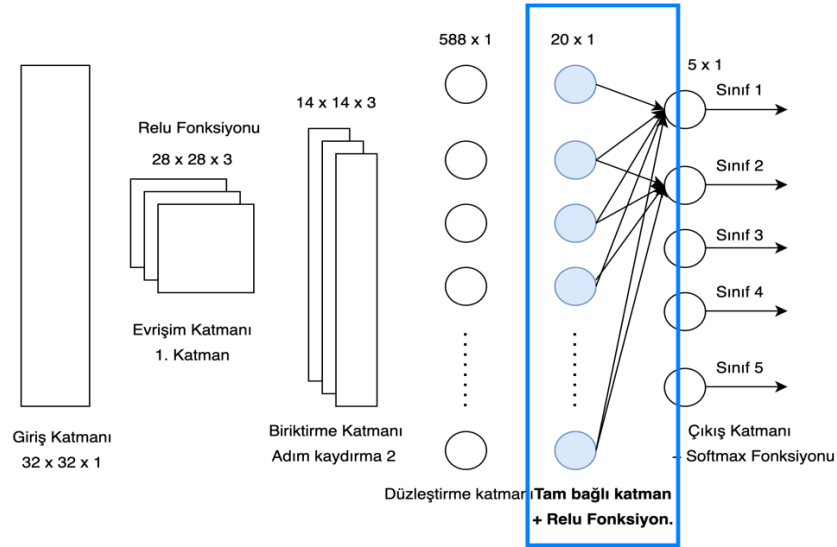 588 x 1
20 x 1
5 x 1
Sınıf 1
14 x 14 x 3
Relu Fonksiyonu
28 x 28 x 3
Sınıf 2
Sınıf 3
Sınıf 4
Evrişim Katmanı
1. Katman
Sınıf 5
Giriş Katmanı
32 x 32 x 1
Biriktirme Katmanı
Adım kaydırma 2
Düzleştirme katmanı
Tam bağlı katman
+ Relu Fonksiyon.
Çıkış Katmanı
+ Softmax Fonksiyonu